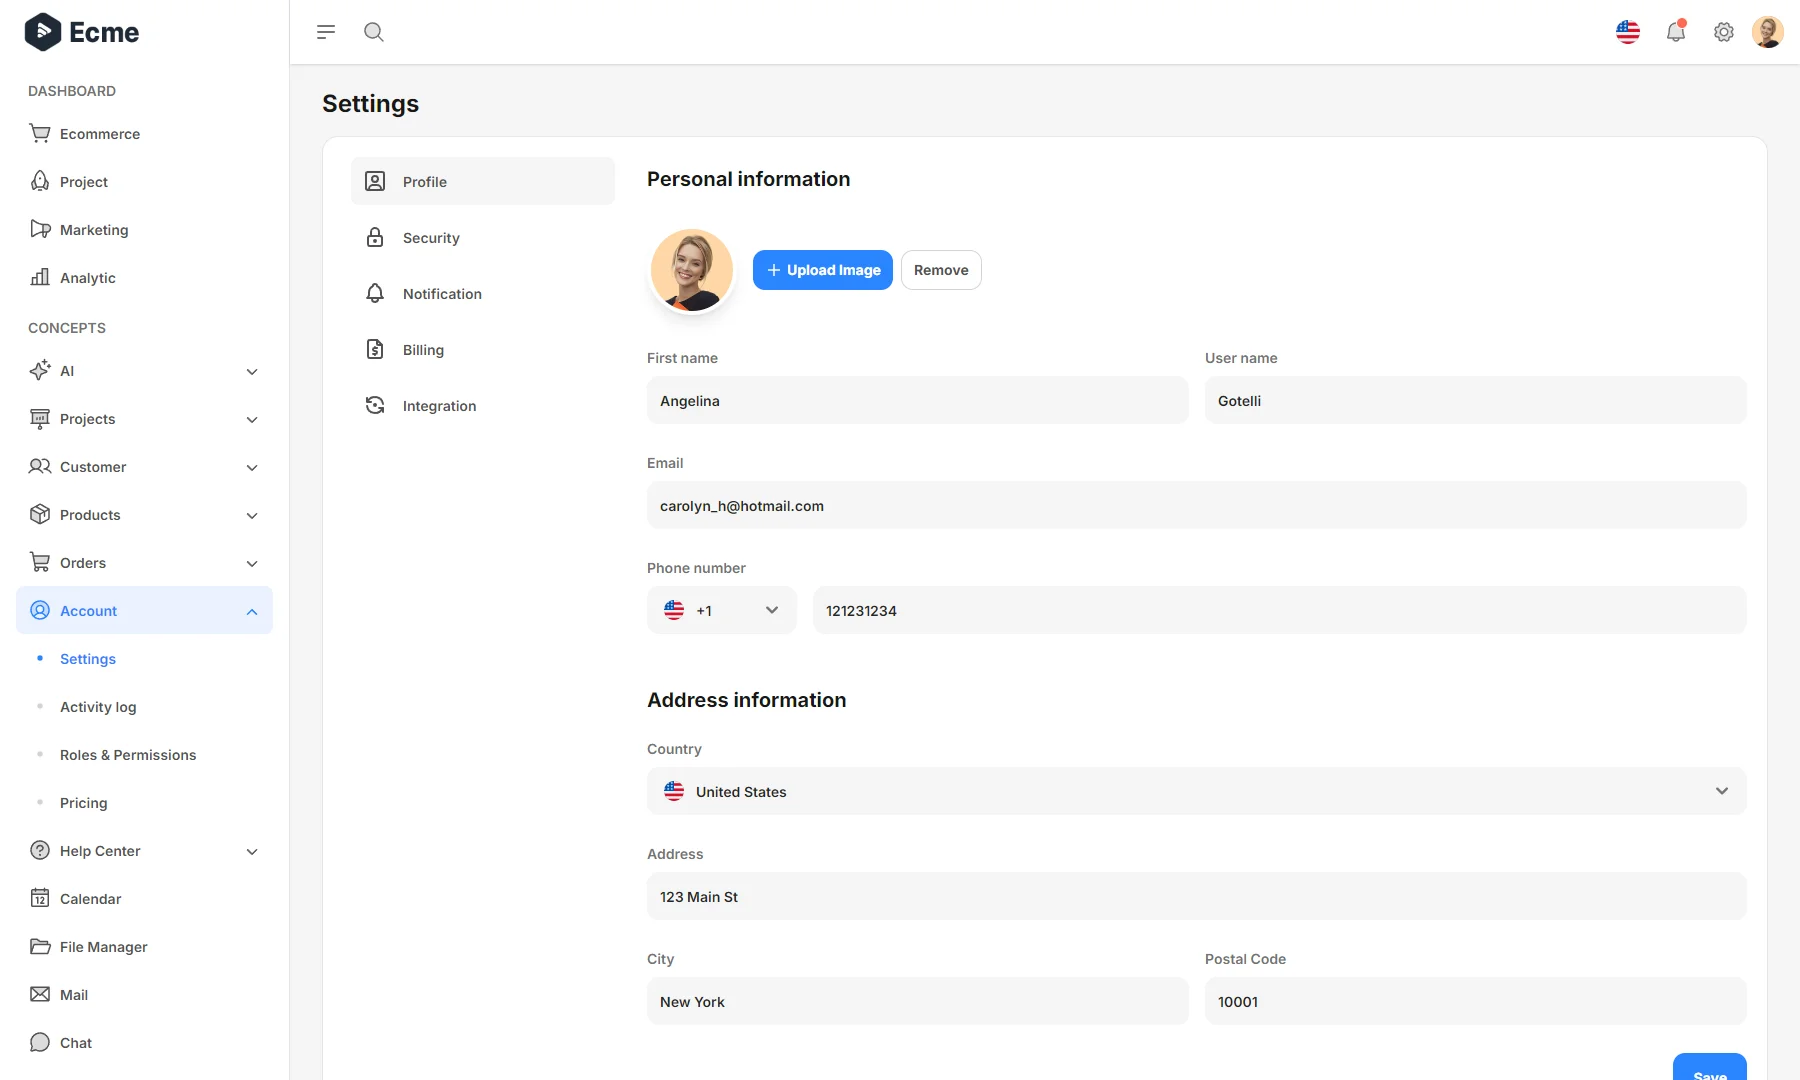 Ecme
DASHBOARD
Ecommerce
Project
Marketing
Analytic
CONCEPTS
AI
Projects
Customer
Products
Orders
Account
Settings
Activity log
Roles & Permissions
Pricing
Help Center
12
Calendar
File Manager
Mail
Chat
Settings
Profile
Security
Notification
Billing
Integration
Personal information
Upload Image
Remove
First name
User name
Angelina
Gotelli
Email
carolyn_h@hotmail.com
Phone number
+1
121231234
Address information
Country
United States
Address
123 Main St
City
Postal Code
New York
10001
Save